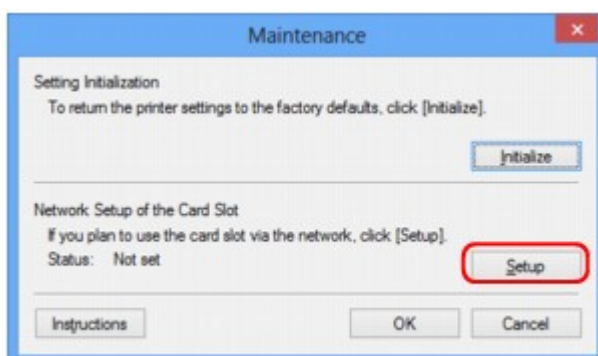 Maintenance
Setting Initialization
To return the printer settings to the factory defaults, click [Initialize].
Initialize
Network Setup of the Card Slot
If you plan to use the card slot via the network, click [Setup].
Status: Not set
Setup
Instructions OK Cancel